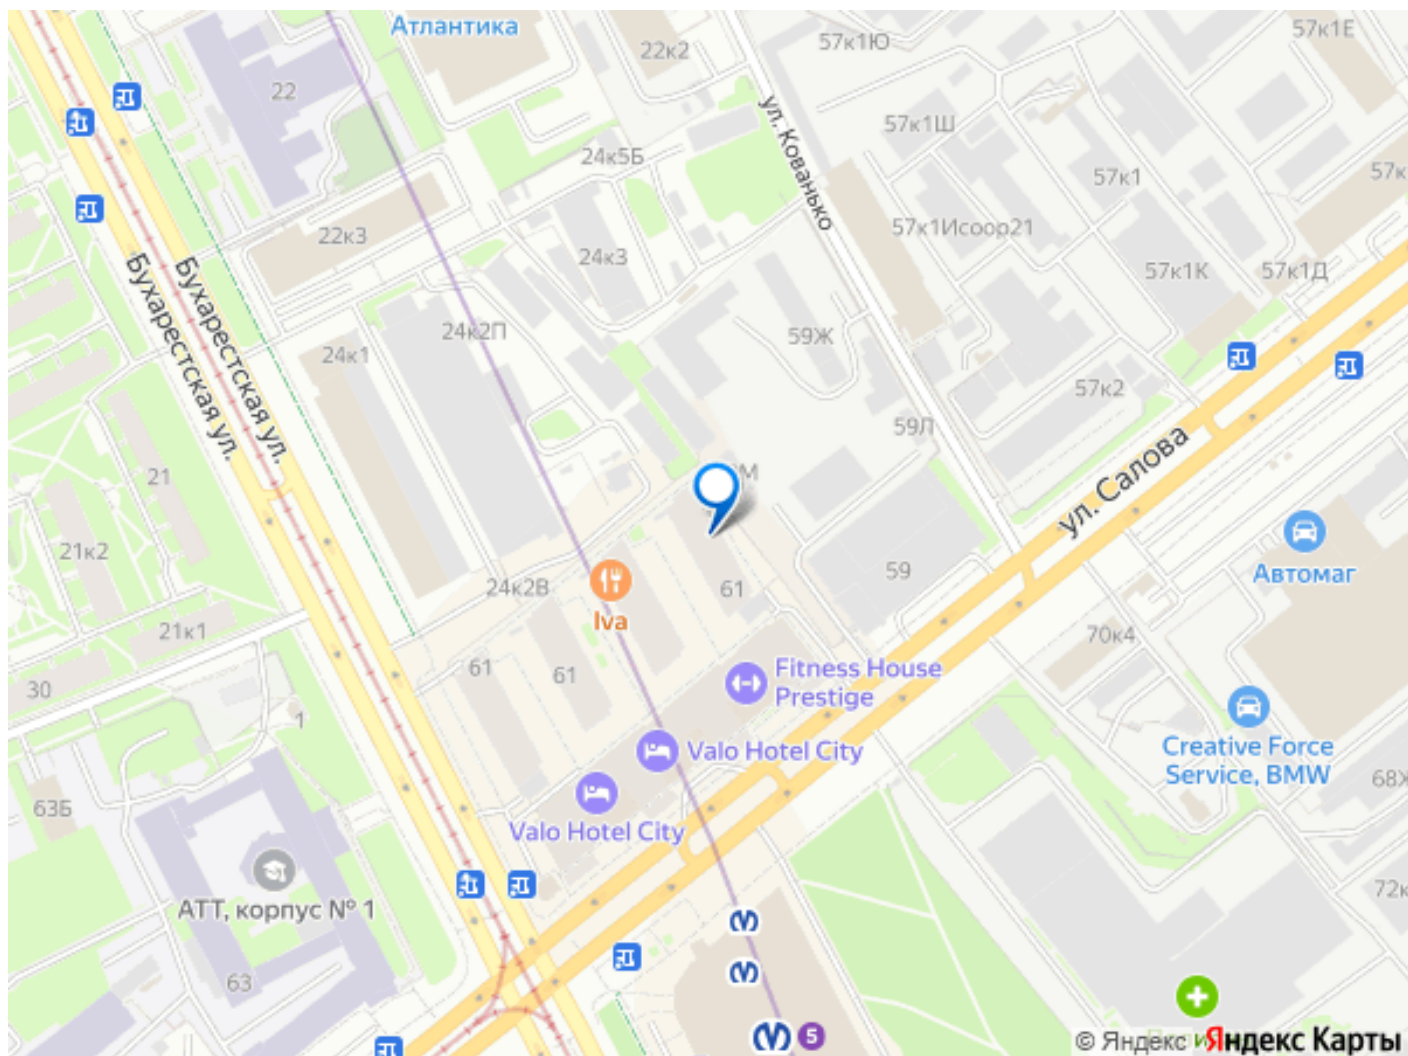 Атлантика
22к2
57к1Ю
57к1Е
22
ул. Кованько
57к1Ш
24к5Б
57к1
57к
22к3
57к1Исоор21
24к3
57к1К
57к1Д
Бухарестская ул.
Бухарестская ул.
24к2П
59Ж
24к1
57к2
59Л
ул. Салова
21
21к2
59
Автомаг
24к2В
61
Iva
21к1
70к4
61
61
Fitness House
Prestige
30
1
Valo Hotel City
Creative Force
Service, BMW
68Ж
63Б
Valo Hotel City
АТТ, корпус № 1
72к
63
5
© Яндекс Яндекс Карты